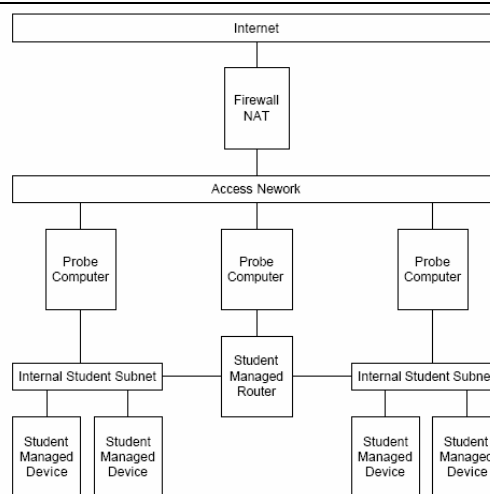 Internet
Firewall
NAT
Access Nework
Probe
Computer
Probe
Computer
Probe
Computer
Internal Student Subnet
Student
Managed
Router
Internal Student Subne
Student
Managed
Device
Student
Managed
Device
Student
Managed
Device
Student
Managed
Device